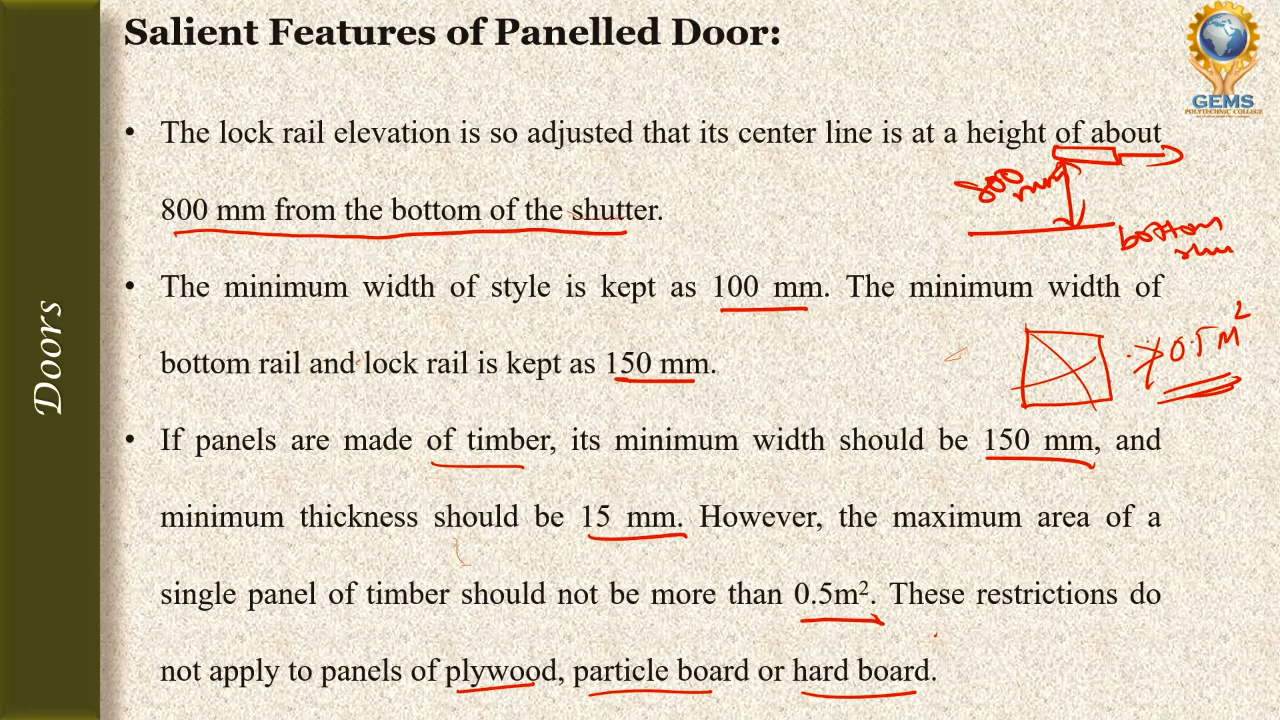 Salient Features of Panelled Door:
GEMS
POLYTECHNIC COLLEGE
• The lock rail elevation is so adjusted that its center line is at a height of about
800 mm from the bottom of the shutter.
800
mm
bottom
• The minimum width of style is kept as 100 mm. The minimum width of
bottom rail and lock rail is kept as 150 mm.
≯ 0.5 m²
• If panels are made of timber, its minimum width should be 150 mm, and
minimum thickness should be 15 mm. However, the maximum area of a
single panel of timber should not be more than 0.5m². These restrictions do
not apply to panels of plywood, particle board or hard board.
Doors